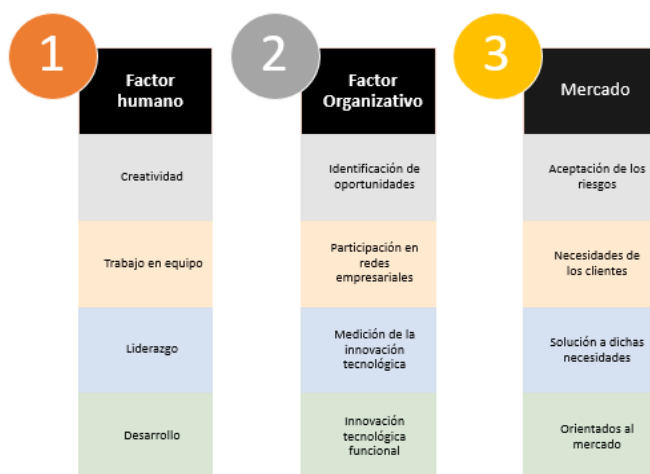 1
Factor
humano
Creatividad
Trabajo en equipo
Liderazgo
Desarrollo
2
Factor
Organizativo
Identificación de
oportunidades
Participación en
redes
empresariales
Medición de la
innovación
tecnológica
Innovación
tecnológica
funcional
3
Mercado
Aceptación de los
riesgos
Necesidades de
los clientes
Solución a dichas
necesidades
Orientados al
mercado